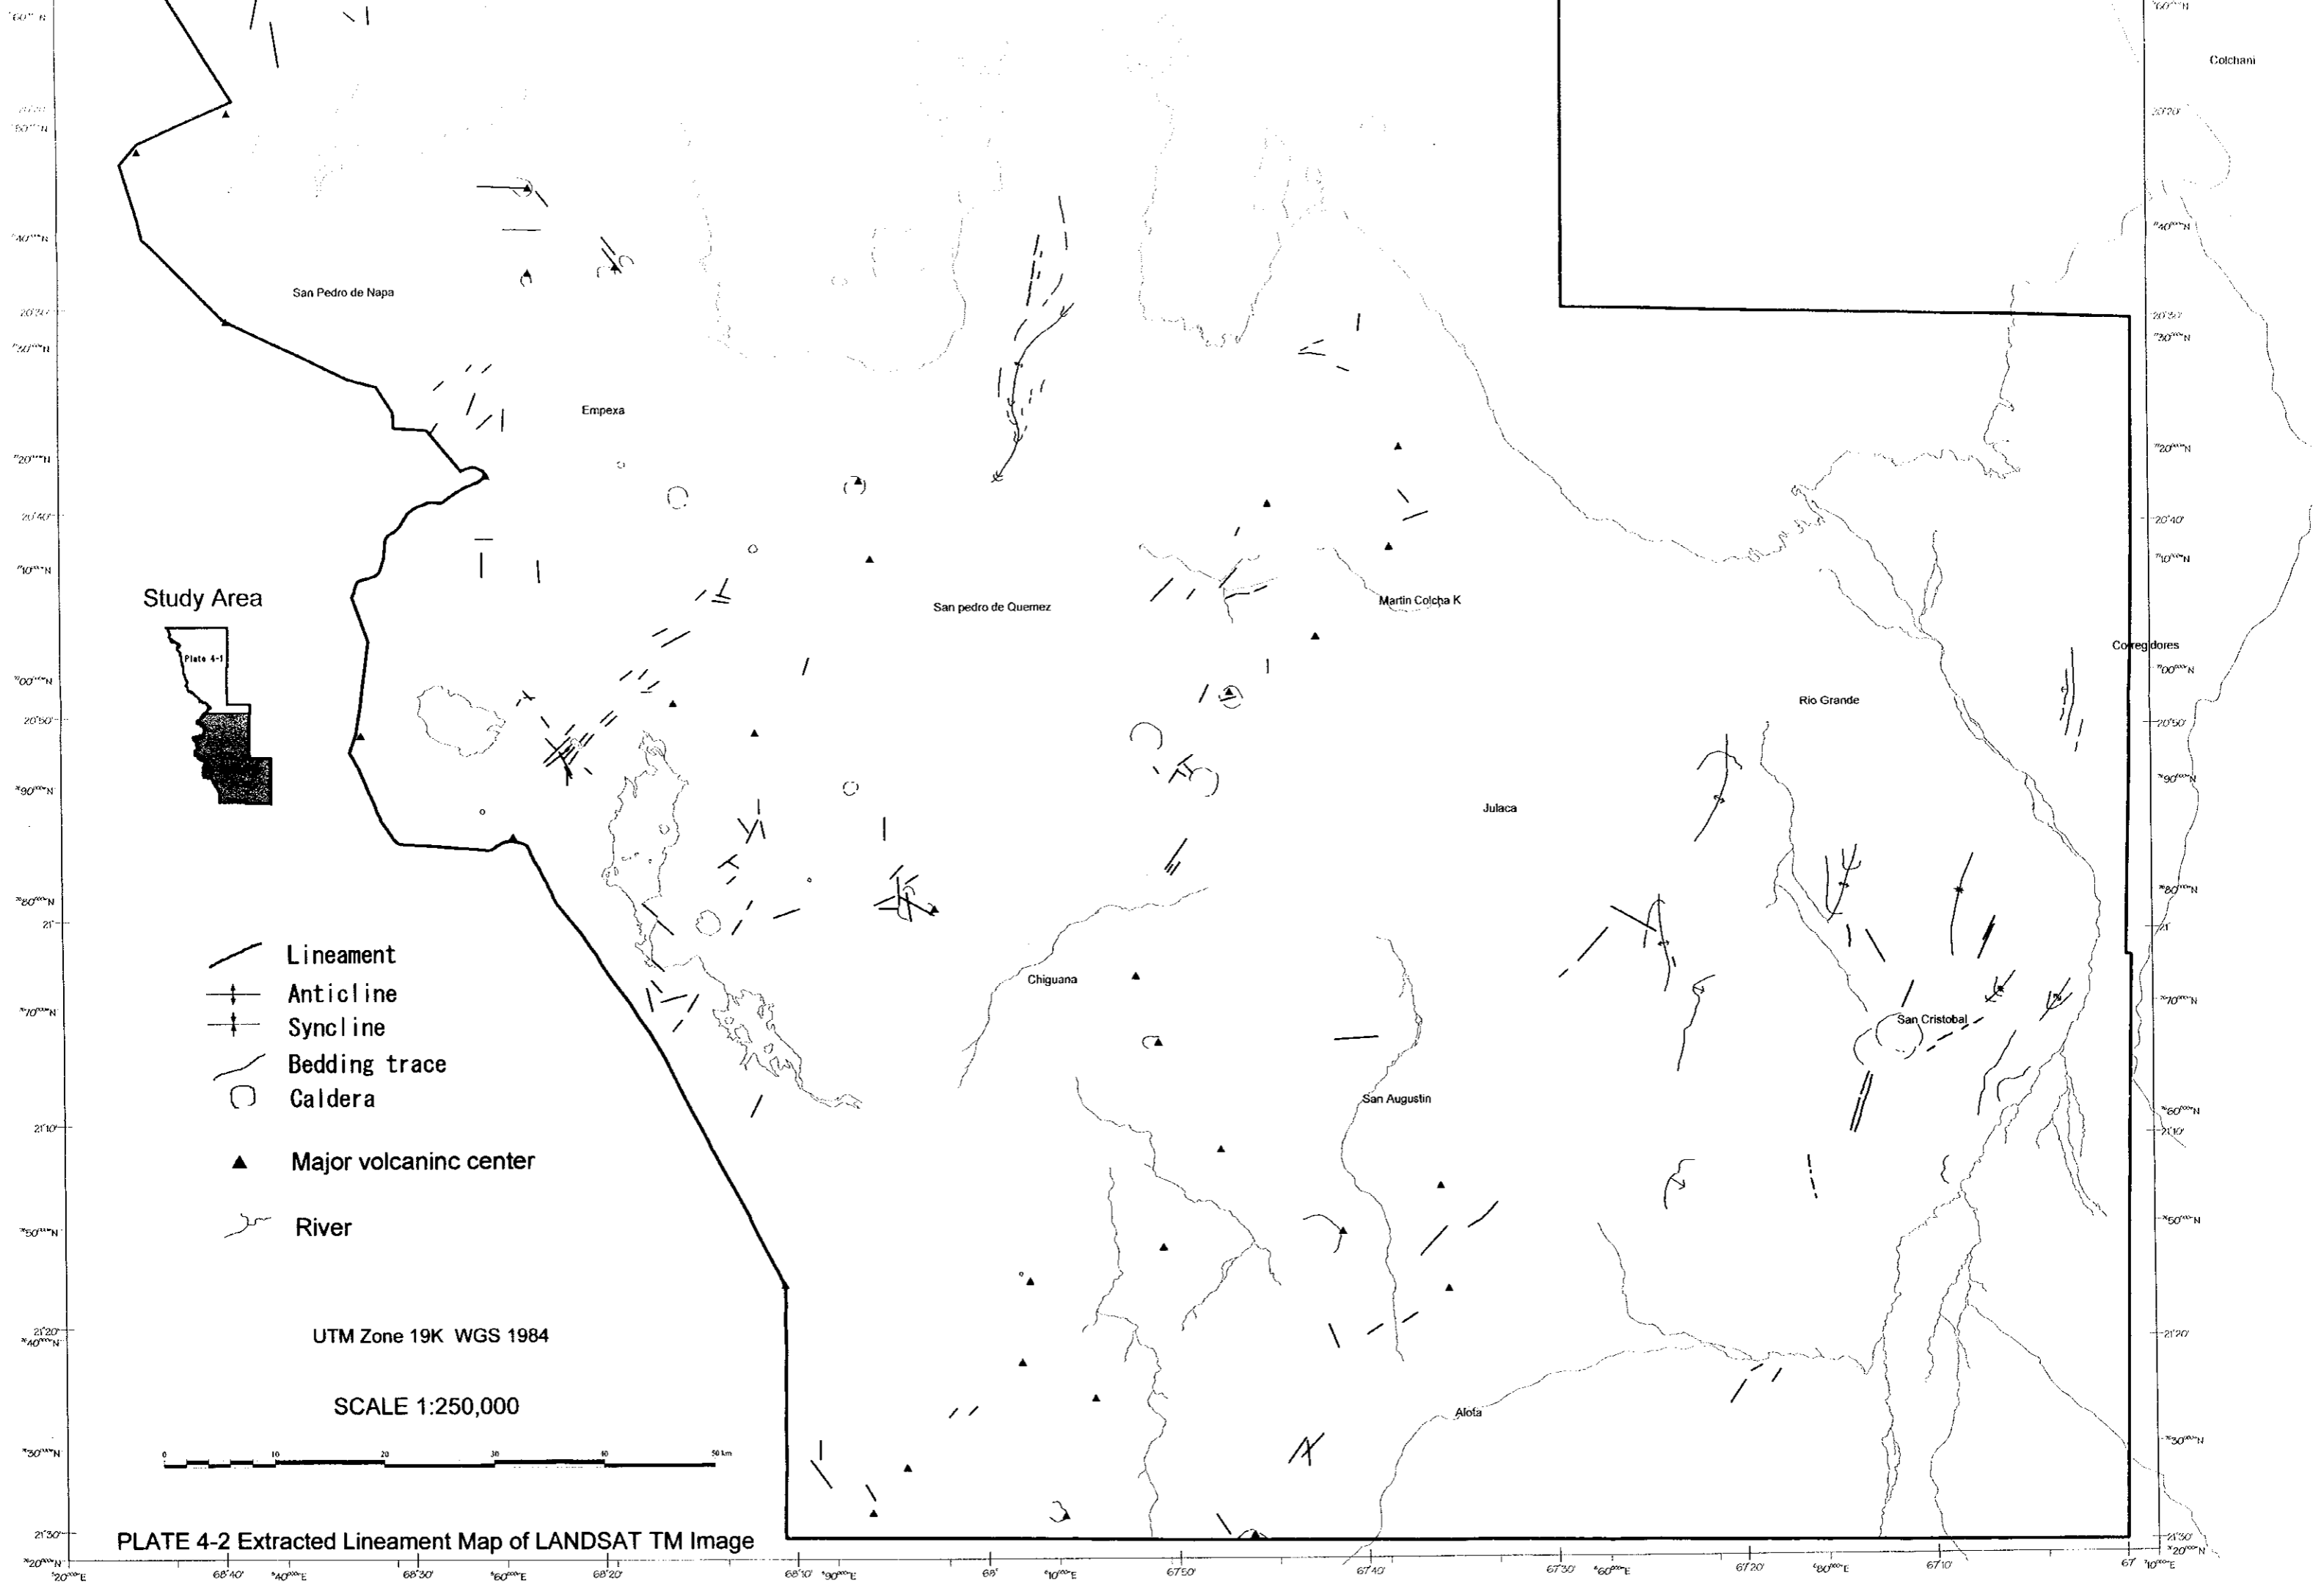 Colchani
San Pedro de Napa
Empexa
San pedro de Quemez
Martin Colcha K
Corregidores
Rio Grande
Julaca
Chiguana
San Cristobal
San Augustin
Alota
Study Area
Plate 4-1
Lineament
Anticline
Syncline
Bedding trace
Caldera
Major volcaninc center
River
UTM Zone 19K WGS 1984
SCALE 1:250,000
0 10 20 30 40 50 km
PLATE 4-2 Extracted Lineament Map of LANDSAT TM Image
20°20'
20°30'
20°40'
20°50'
21°
21°10'
21°20'
21°30'
68°40' 68°30' 68°20' 68°10' 68° 67°50' 67°40' 67°30' 67°20' 67°10' 67°